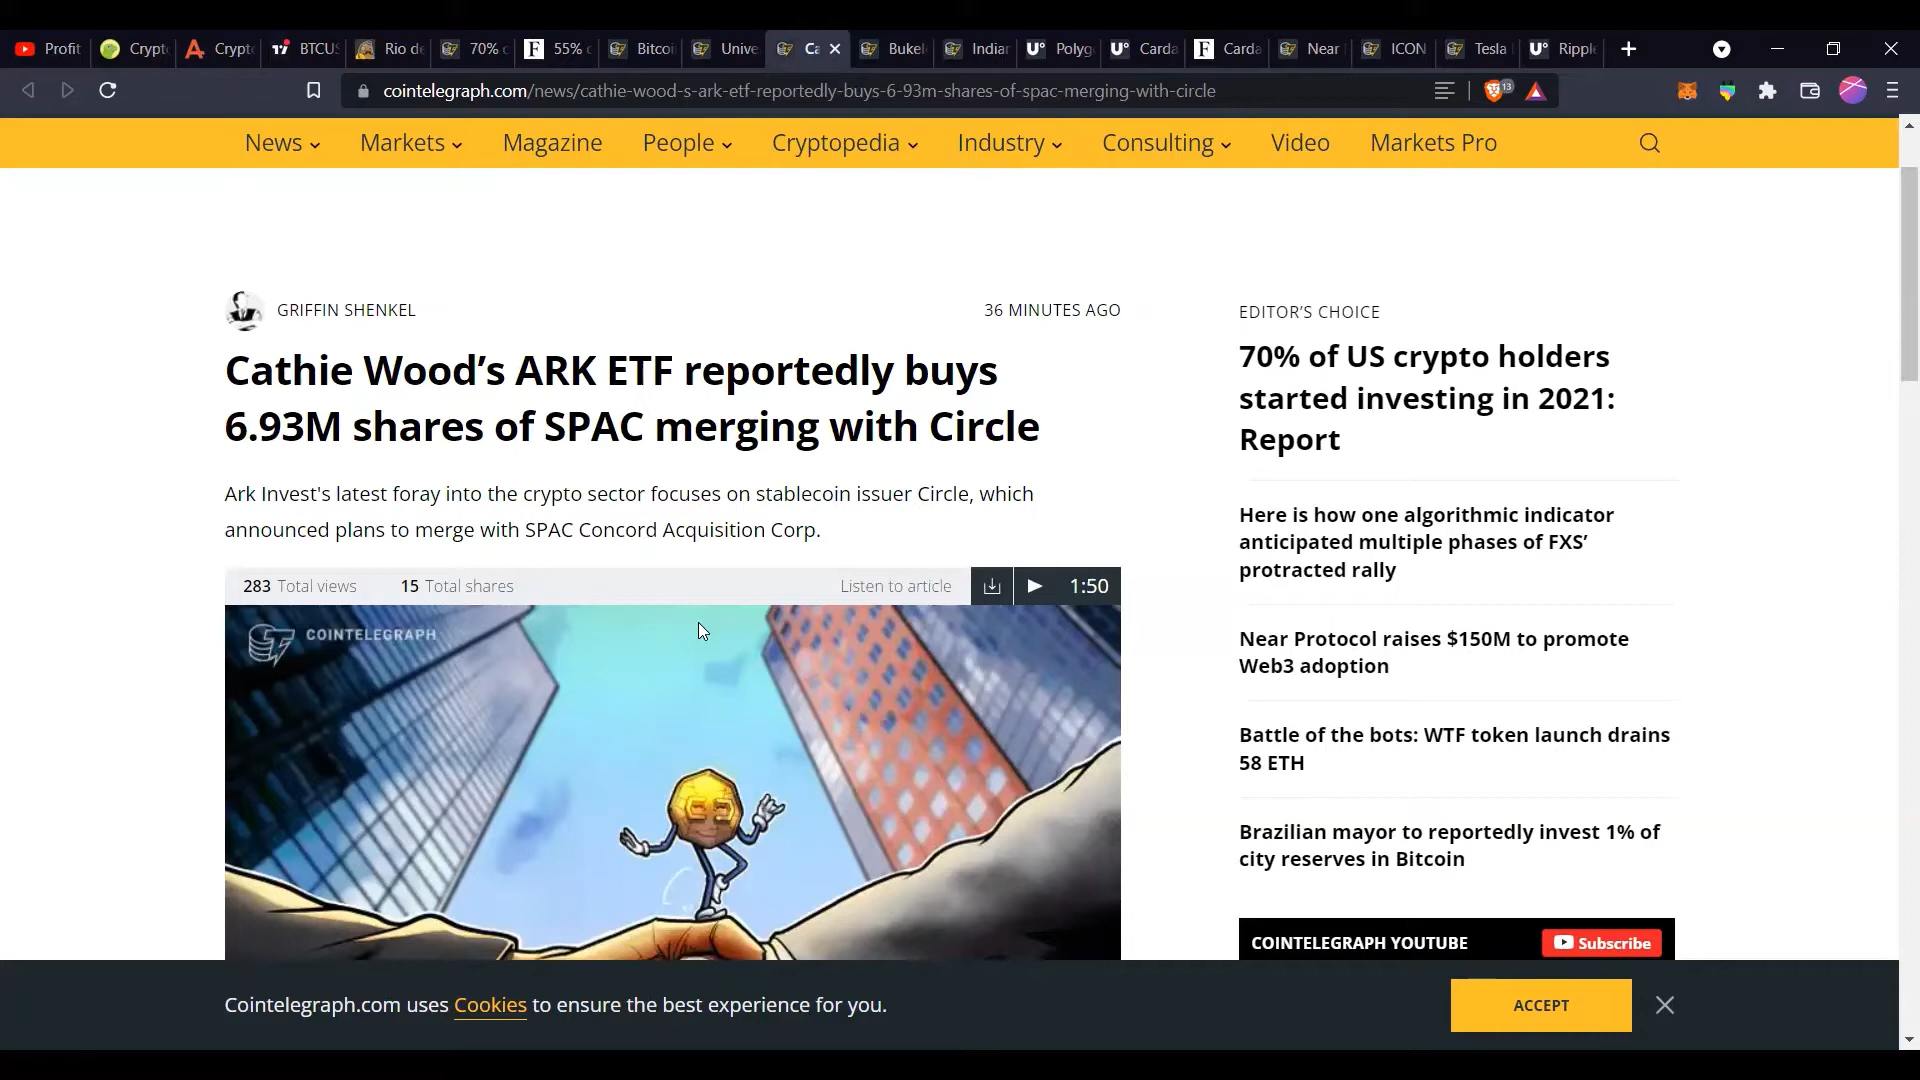 Profit
Crypt
Crypt
BTCUS
Rio de
70% c
55% c
Bitcoi
Unive
Ca
Bukel
Indian
Polyg
Carda
Carda
Near
ICON
Tesla
Ripple
cointelegraph.com/news/cathie-wood-s-ark-etf-reportedly-buys-6-93m-shares-of-spac-merging-with-circle
13
News
Markets
Magazine
People
Cryptopedia
Industry
Consulting
Video
Markets Pro
GRIFFIN SHENKEL
36 MINUTES AGO
Cathie Wood’s ARK ETF reportedly buys
6.93M shares of SPAC merging with Circle
Ark Invest's latest foray into the crypto sector focuses on stablecoin issuer Circle, which
announced plans to merge with SPAC Concord Acquisition Corp.
283 Total views
15 Total shares
Listen to article
1:50
COINTELEGRAPH
EDITOR’S CHOICE
70% of US crypto holders
started investing in 2021:
Report
Here is how one algorithmic indicator
anticipated multiple phases of FXS’
protracted rally
Near Protocol raises $150M to promote
Web3 adoption
Battle of the bots: WTF token launch drains
58 ETH
Brazilian mayor to reportedly invest 1% of
city reserves in Bitcoin
COINTELEGRAPH YOUTUBE
Subscribe
Cointelegraph.com uses Cookies to ensure the best experience for you.
ACCEPT